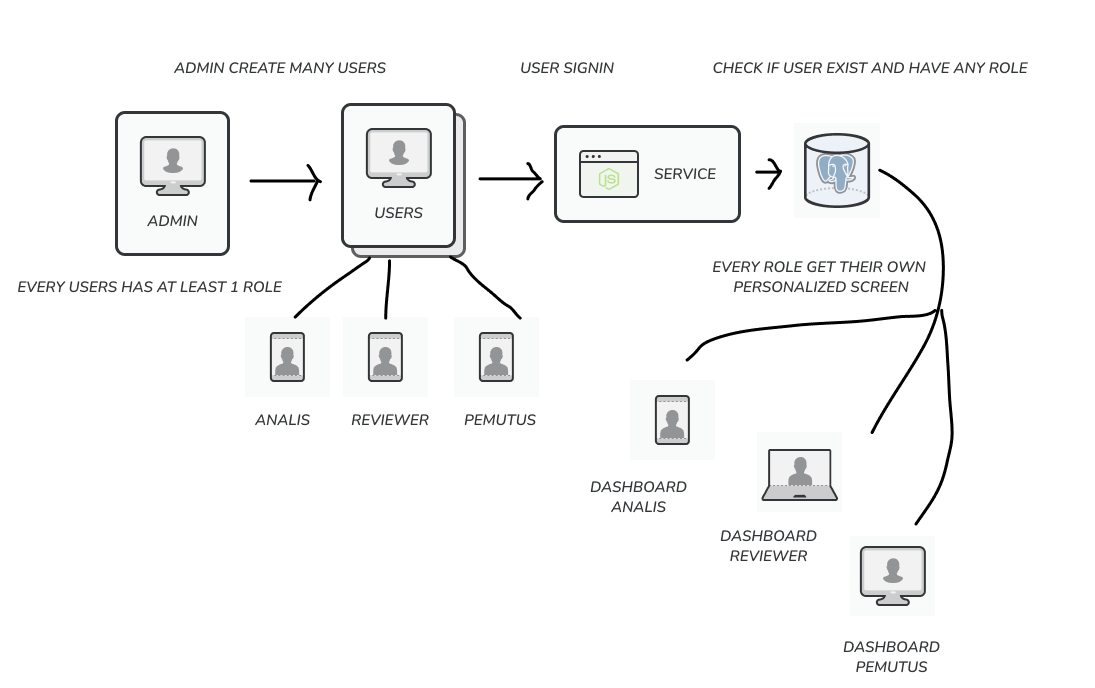 ADMIN CREATE MANY USERS
USER SIGNIN
CHECK IF USER EXIST AND HAVE ANY ROLE
ADMIN
USERS
JS
SERVICE
EVERY USERS HAS AT LEAST 1 ROLE
EVERY ROLE GET THEIR OWN
PERSONALIZED SCREEN
ANALIS
REVIEWER
PEMUTUS
DASHBOARD
ANALIS
DASHBOARD
REVIEWER
DASHBOARD
PEMUTUS